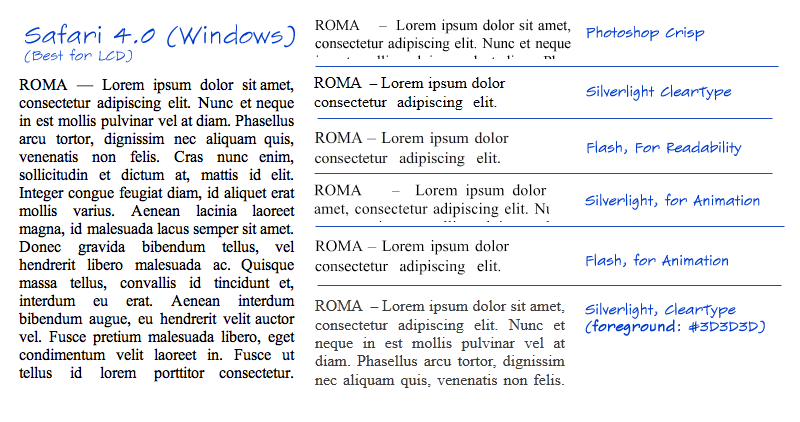 Safari 4.0 (Windows)
(Best for LCD)
ROMA — Lorem ipsum dolor sit amet,
consectetur adipiscing elit. Nunc et neque
in est mollis pulvinar vel at diam. Phasellus
arcu tortor, dignissim nec aliquam quis,
venenatis non felis. Cras nunc enim,
sollicitudin et dictum at, mattis id elit.
Integer congue feugiat diam, id aliquet erat
mollis varius. Aenean lacinia laoreet
magna, id malesuada lacus semper sit amet.
Donec gravida bibendum tellus, vel
hendrerit libero malesuada ac. Quisque
massa tellus, convallis id tincidunt et,
interdum eu erat. Aenean interdum
bibendum augue, eu hendrerit velit auctor
vel. Fusce pretium malesuada libero, eget
condimentum velit laoreet in. Fusce ut
tellus id lorem porttitor consectetur.
ROMA – Lorem ipsum dolor sit amet,
consectetur adipiscing elit. Nunc et neque
Photoshop Crisp
ROMA – Lorem ipsum dolor
consectetur adipiscing elit.
Silverlight ClearType
ROMA – Lorem ipsum dolor
consectetur adipiscing elit.
Flash, For Readability
ROMA – Lorem ipsum dolor
amet, consectetur adipiscing elit. Nu
Silverlight, for Animation
ROMA – Lorem ipsum dolor
consectetur adipiscing elit.
Flash, for Animation
ROMA – Lorem ipsum dolor sit amet,
consectetur adipiscing elit. Nunc et
neque in est mollis pulvinar vel at
diam. Phasellus arcu tortor, dignissim
nec aliquam quis, venenatis non felis.
Silverlight, ClearType
(foreground: #3D3D3D)